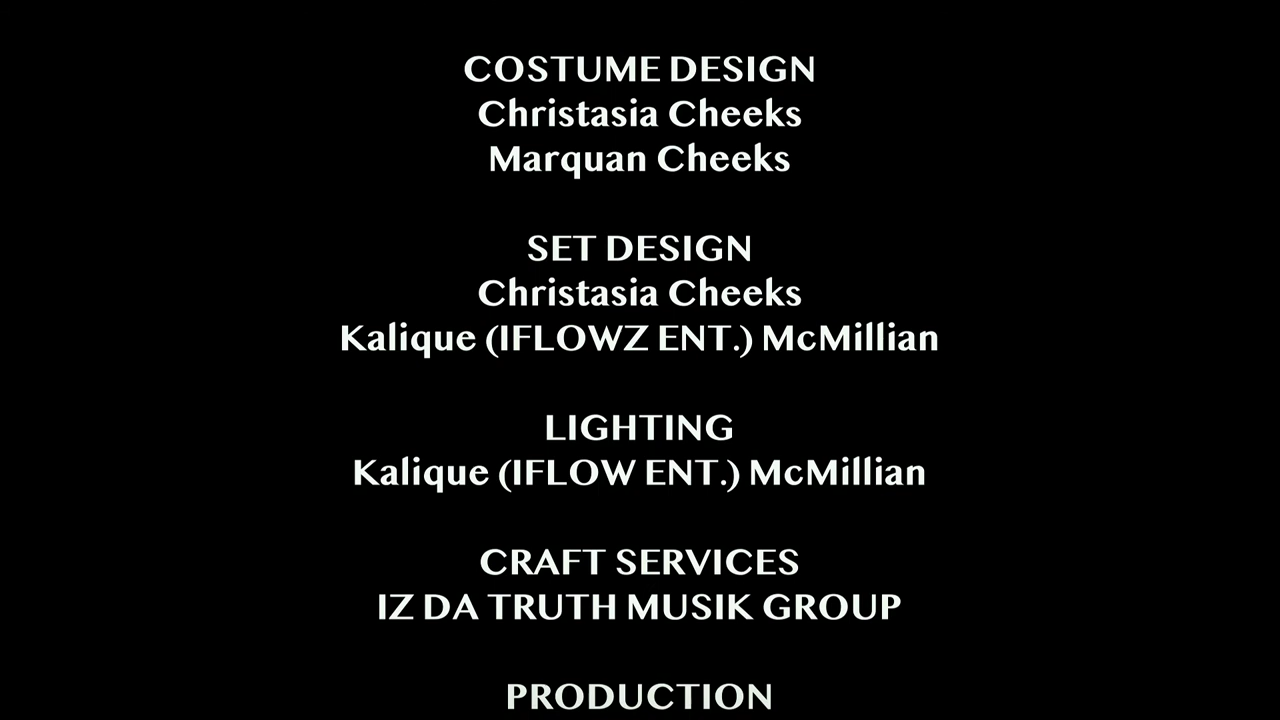 COSTUME DESIGN
Christasia Cheeks
Marquan Cheeks
SET DESIGN
Christasia Cheeks
Kalique (IFLOWZ ENT.) McMillian
LIGHTING
Kalique (IFLOW ENT.) McMillian
CRAFT SERVICES
IZ DA TRUTH MUSIK GROUP
PRODUCTION